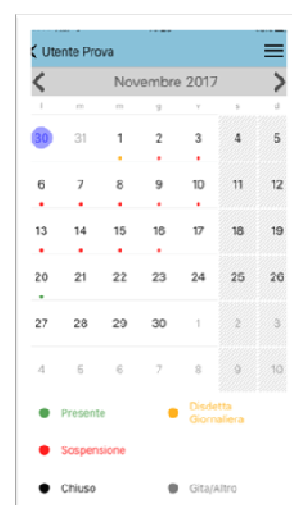 Utente Prova
Novembre 2017
l m m g v s d
30 31 1 2 3 4 5
6 7 8 9 10 11 12
13 14 15 16 17 18 19
20 21 22 23 24 25 26
27 28 29 30 1 2 3
4 5 6 7 8 9 10
Presente
Disdetta
Giornaliera
Sospensione
Chiuso
Gita/Altro